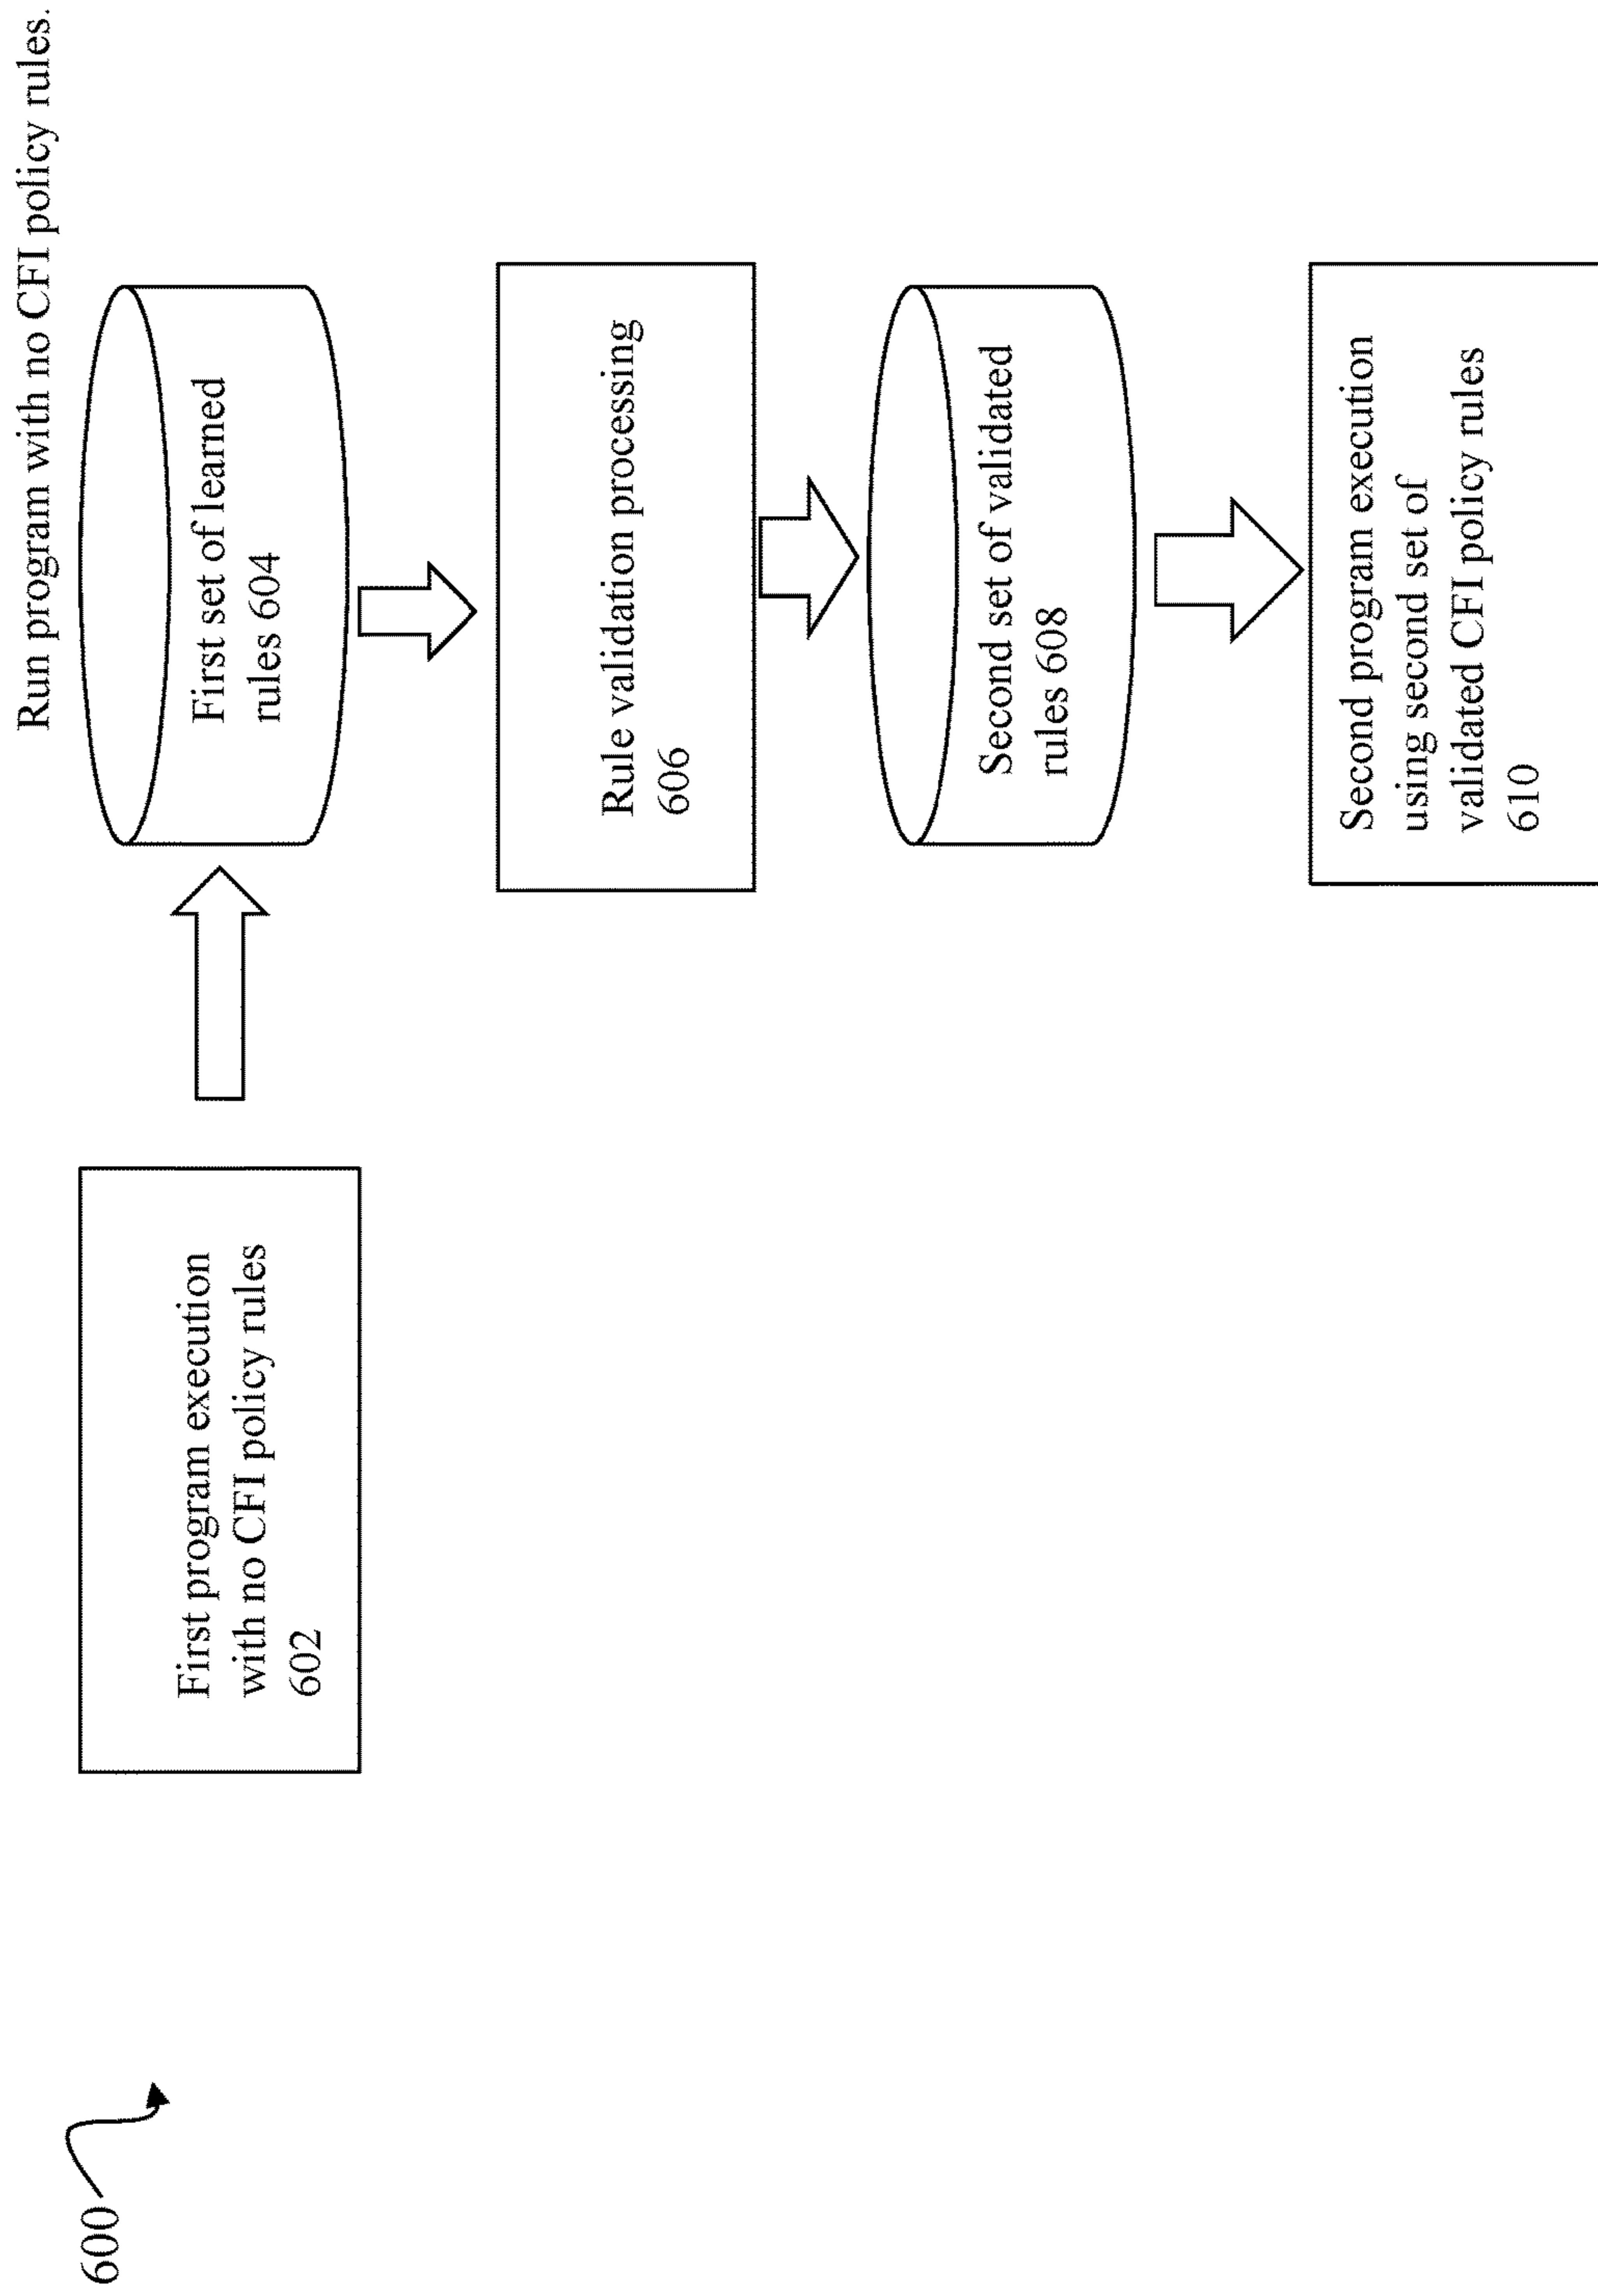 600
Run program with no CFI policy rules.
First program execution
with no CFI policy rules
602
First set of learned
rules 604
Rule validation processing
606
Second set of validated
rules 608
Second program execution
using second set of
validated CFI policy rules
610